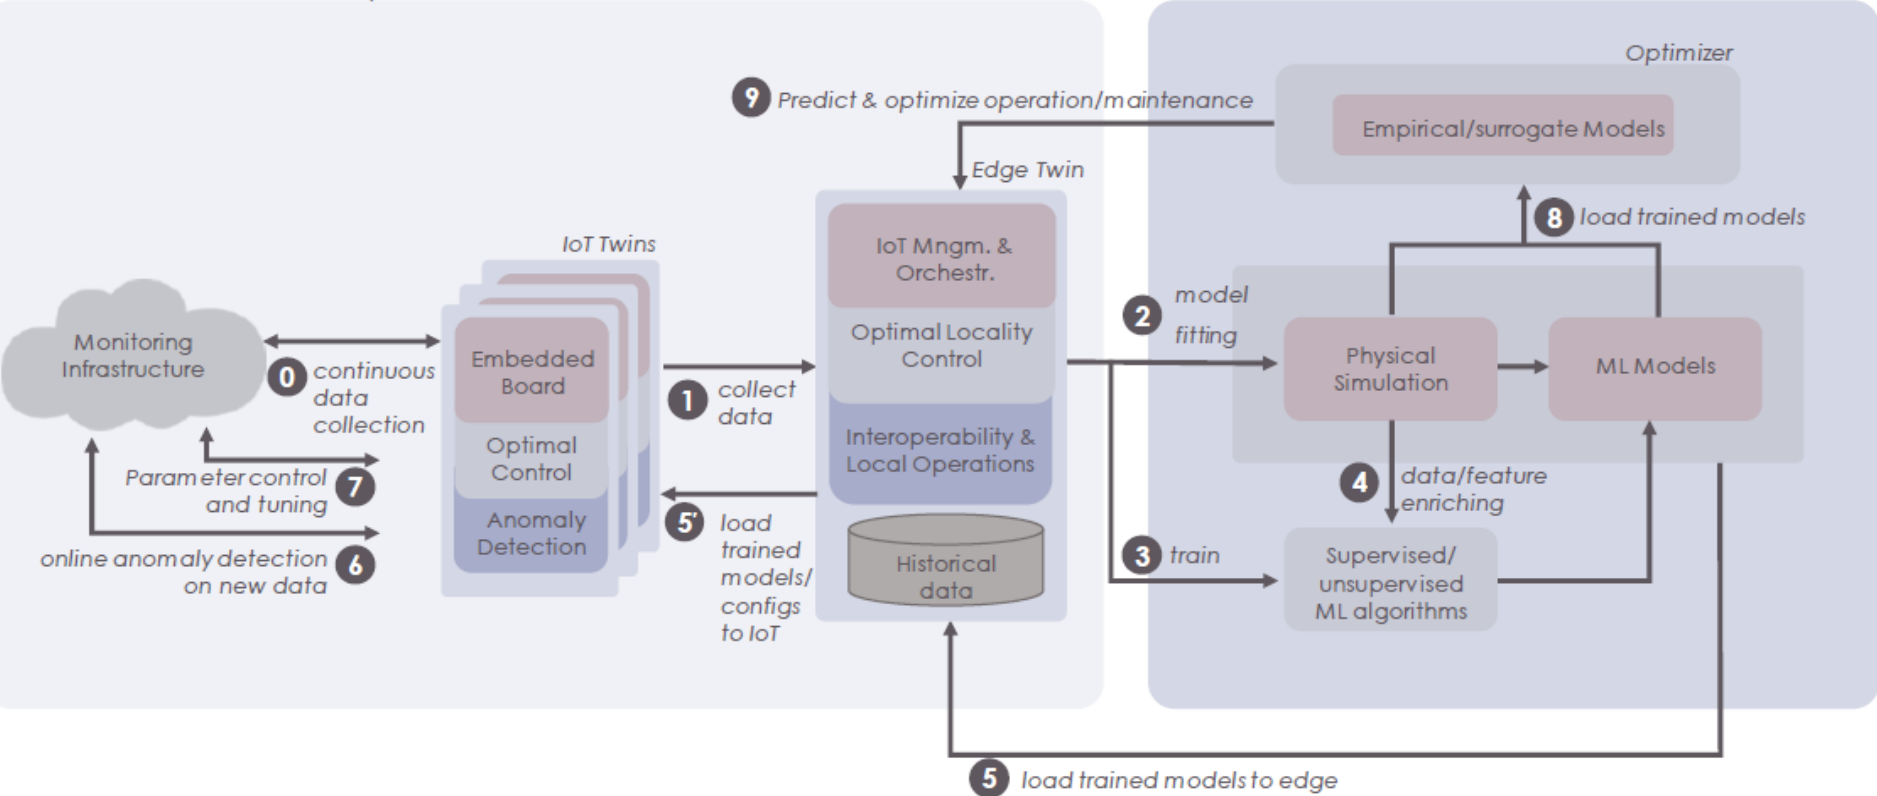 Optimizer
9 Predict & optimize operation/maintenance
Empirical/surrogate Models
Edge Twin
8 load trained models
IoT Twins
IoT Mngm. &
Orchestr.
2 model
fitting
Monitoring
Infrastructure
0 continuous
data
collection
Embedded
Board
1 collect
data
Optimal Locality
Control
Physical
Simulation
ML Models
Optimal
Control
Interoperability &
Local Operations
Parameter control
and tuning
7
4 data/feature
enriching
Anomaly
Detection
5' load
trained
models/
configs
to IoT
online anomaly detection
on new data
6
Historical
data
3 train
Supervised/
unsupervised
ML algorithms
5 load trained models to edge